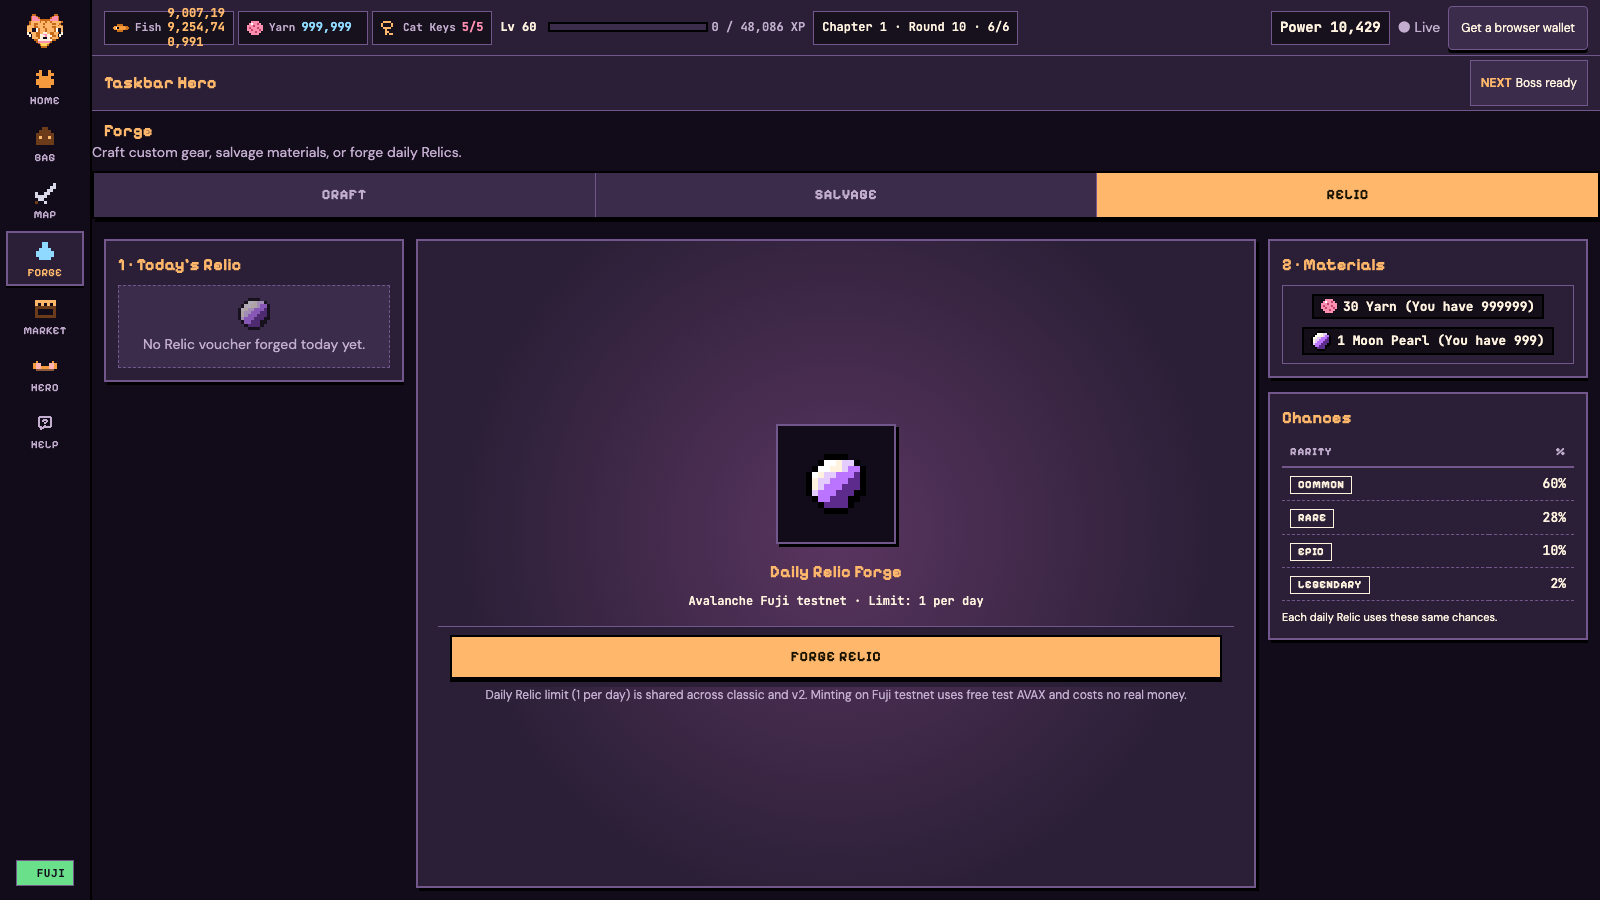 Fish 9,007,19
9,254,74
0,991
Yarn 999,999
Cat Keys 5/5
Lv 60
0 / 48,086 XP
Chapter 1 · Round 10 · 6/6
Power 10,429
Live
Get a browser wallet
HOME
BAG
MAP
FORGE
MARKET
HERO
HELP
FUJI
Taskbar Hero
NEXT Boss ready
Forge
Craft custom gear, salvage materials, or forge daily Relics.
CRAFT
SALVAGE
RELIC
1 · Today's Relic
No Relic voucher forged today yet.
Daily Relic Forge
Avalanche Fuji testnet · Limit: 1 per day
FORGE RELIC
Daily Relic limit (1 per day) is shared across classic and v2. Minting on Fuji testnet uses free test AVAX and costs no real money.
2 · Materials
30 Yarn (You have 999999)
1 Moon Pearl (You have 999)
Chances
RARITY %
COMMON 60%
RARE 28%
EPIC 10%
LEGENDARY 2%
Each daily Relic uses these same chances.